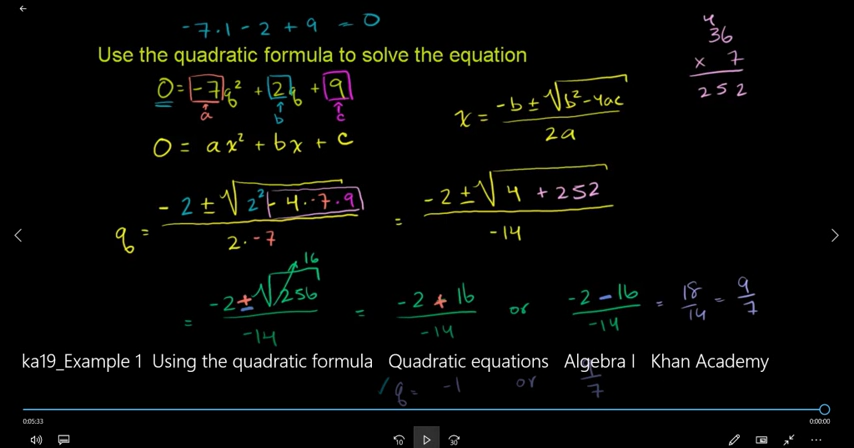 -7·1 - 2 + 9 = 0
Use the quadratic formula to solve the equation
4
36
x 7
252
0 = -7q² + 2q + 9
a b c
x = (-b ± √(b² - 4ac)) / 2a
0 = ax² + bx + c
q = (-2 ± √(2² - 4·-7·9)) / (2·-7) = (-2 ± √(4 + 252)) / -14
16
= (-2 ± √256) / -14 = (-2 + 16) / -14 or (-2 - 16) / -14 = 18/14 = 9/7
ka19_Example 1 Using the quadratic formula Quadratic equations Algebra I Khan Academy
q = -1 or 9/7
0:05:33 0:00:00
10 30